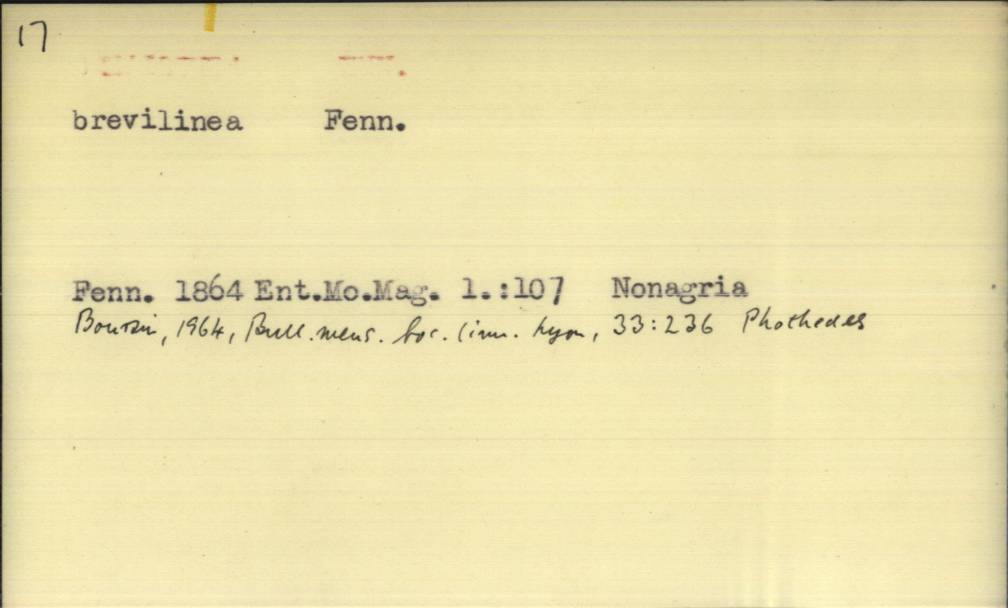 17
brevilinea Fenn.
Fenn. 1864 Ent.Mo.Mag. 1.:107 Nonagria
Boursin, 1964, Bull. mens. Soc. linn. Lyon, 33:236 Photedes